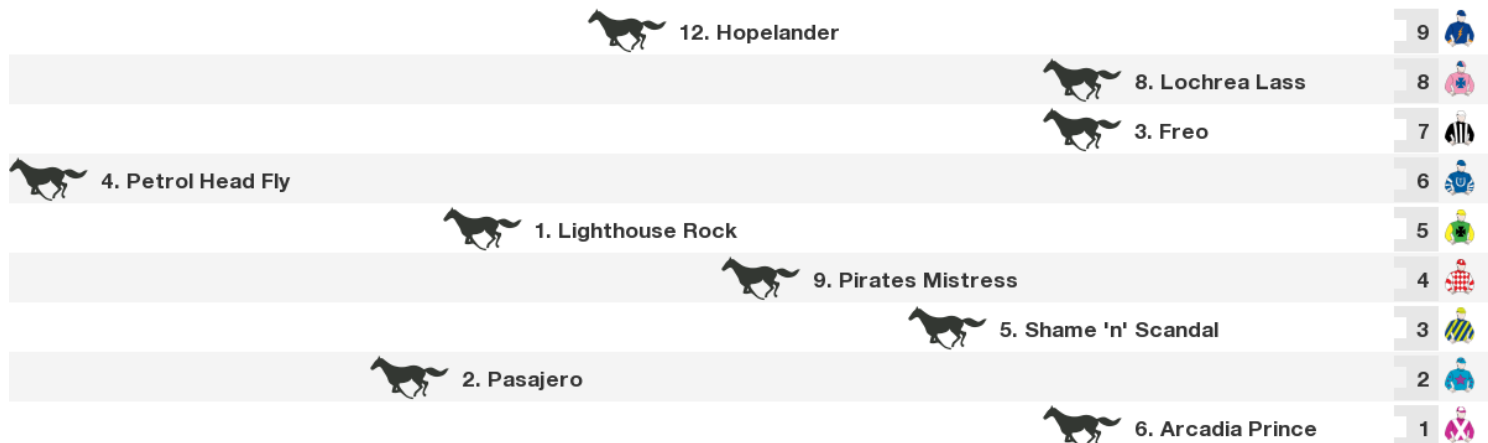 12. Hopelander 9
8. Lochrea Lass 8
3. Freo 7
4. Petrol Head Fly 6
1. Lighthouse Rock 5
9. Pirates Mistress 4
5. Shame 'n' Scandal 3
2. Pasajero 2
6. Arcadia Prince 1